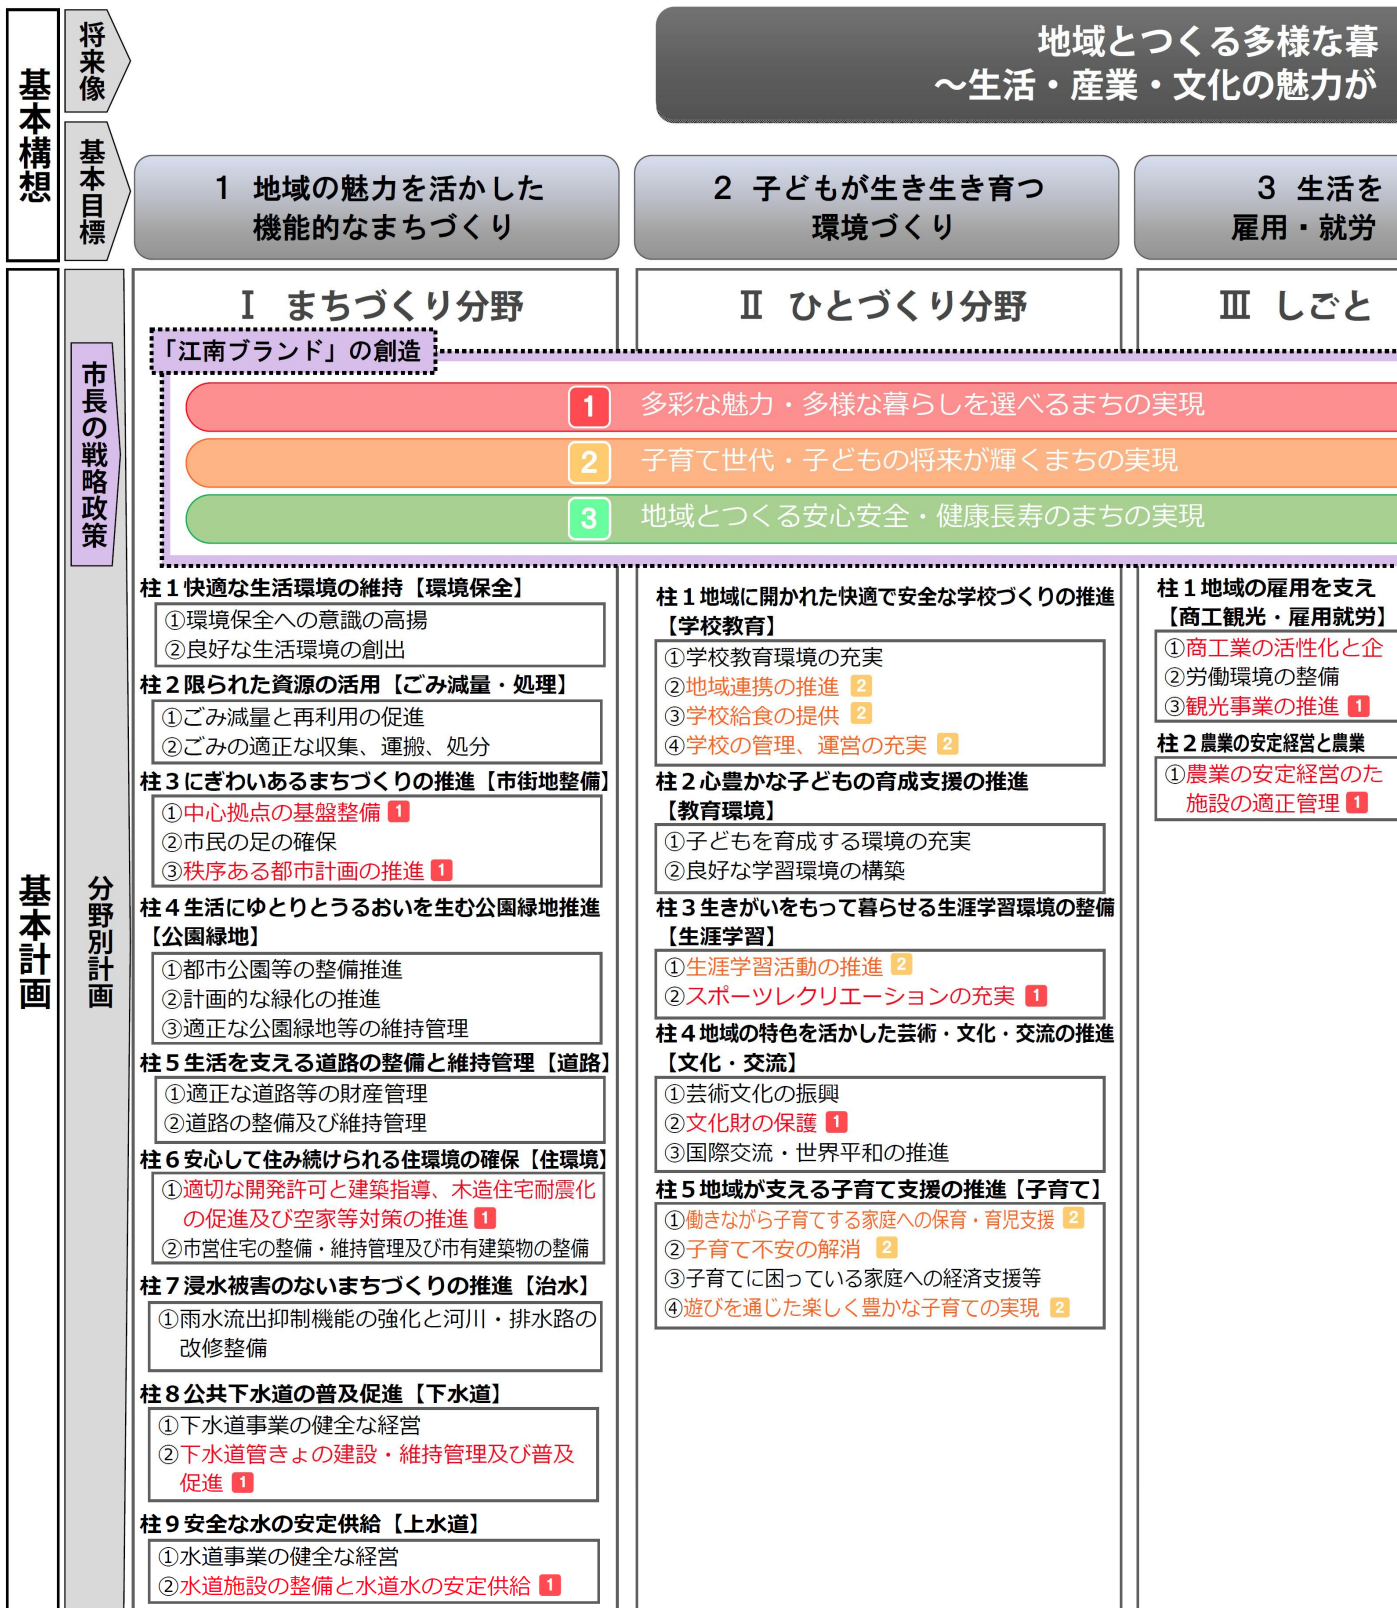 基本構想
将来像
地域とつくる多様な暮
～生活・産業・文化の魅力が
基本目標
1 地域の魅力を活かした
機能的なまちづくり
2 子どもが生き生き育つ
環境づくり
3 生活を
雇用・就労
基本計画
市長の戦略政策
分野別計画
Ⅰ まちづくり分野
Ⅱ ひとづくり分野
Ⅲ しごと
「江南ブランド」の創造
1 多彩な魅力・多様な暮らしを選べるまちの実現
2 子育て世代・子どもの将来が輝くまちの実現
3 地域とつくる安心安全・健康長寿のまちの実現
柱1快適な生活環境の維持【環境保全】
①環境保全への意識の高揚
②良好な生活環境の創出
柱2限られた資源の活用【ごみ減量・処理】
①ごみ減量と再利用の促進
②ごみの適正な収集、運搬、処分
柱3にぎわいあるまちづくりの推進【市街地整備】
①中心拠点の基盤整備 1
②市民の足の確保
③秩序ある都市計画の推進 1
柱4生活にゆとりとうるおいを生む公園緑地推進
【公園緑地】
①都市公園等の整備推進
②計画的な緑化の推進
③適正な公園緑地等の維持管理
柱5生活を支える道路の整備と維持管理【道路】
①適正な道路等の財産管理
②道路の整備及び維持管理
柱6安心して住み続けられる住環境の確保【住環境】
①適切な開発許可と建築指導、木造住宅耐震化
の促進及び空家等対策の推進 1
②市営住宅の整備・維持管理及び市有建築物の整備
柱7浸水被害のないまちづくりの推進【治水】
①雨水流出抑制機能の強化と河川・排水路の
改修整備
柱8公共下水道の普及促進【下水道】
①下水道事業の健全な経営
②下水道管きょの建設・維持管理及び普及
促進 1
柱9安全な水の安定供給【上水道】
①水道事業の健全な経営
②水道施設の整備と水道水の安定供給 1
柱1地域に開かれた快適で安全な学校づくりの推進
【学校教育】
①学校教育環境の充実
②地域連携の推進 2
③学校給食の提供 2
④学校の管理、運営の充実 2
柱2心豊かな子どもの育成支援の推進
【教育環境】
①子どもを育成する環境の充実
②良好な学習環境の構築
柱3生きがいをもって暮らせる生涯学習環境の整備
【生涯学習】
①生涯学習活動の推進 2
②スポーツレクリエーションの充実 1
柱4地域の特色を活かした芸術・文化・交流の推進
【文化・交流】
①芸術文化の振興
②文化財の保護 1
③国際交流・世界平和の推進
柱5地域が支える子育て支援の推進【子育て】
①働きながら子育てする家庭への保育・育児支援 2
②子育て不安の解消 2
③子育てに困っている家庭への経済支援等
④遊びを通じた楽しく豊かな子育ての実現 2
柱1地域の雇用を支え
【商工観光・雇用就労】
①商工業の活性化と企
②労働環境の整備
③観光事業の推進 1
柱2農業の安定経営と農業
①農業の安定経営のた
施設の適正管理 1